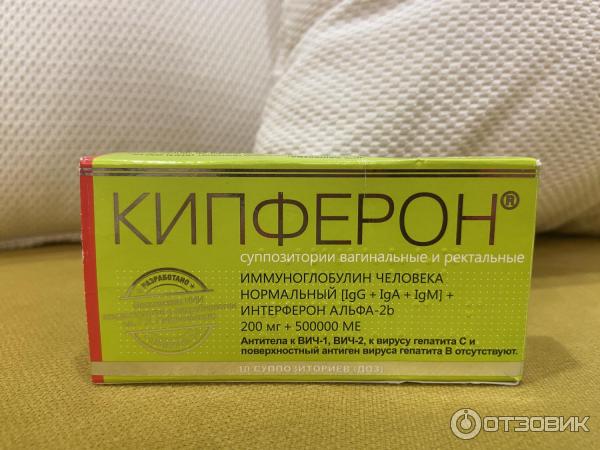 КИПФЕРОН®
суппозитории вагинальные и ректальные
РАЗРАБОТАНО
ИММУНОГЛОБУЛИН ЧЕЛОВЕКА
НОРМАЛЬНЫЙ [IgG + IgA + IgM] +
ИНТЕРФЕРОН АЛЬФА-2b
200 мг + 500000 МЕ
Антитела к ВИЧ-1, ВИЧ-2, к вирусу гепатита С и
поверхностный антиген вируса гепатита В отсутствуют.
10 СУППОЗИТОРИЕВ (ДОЗ)
ОТЗОВИК